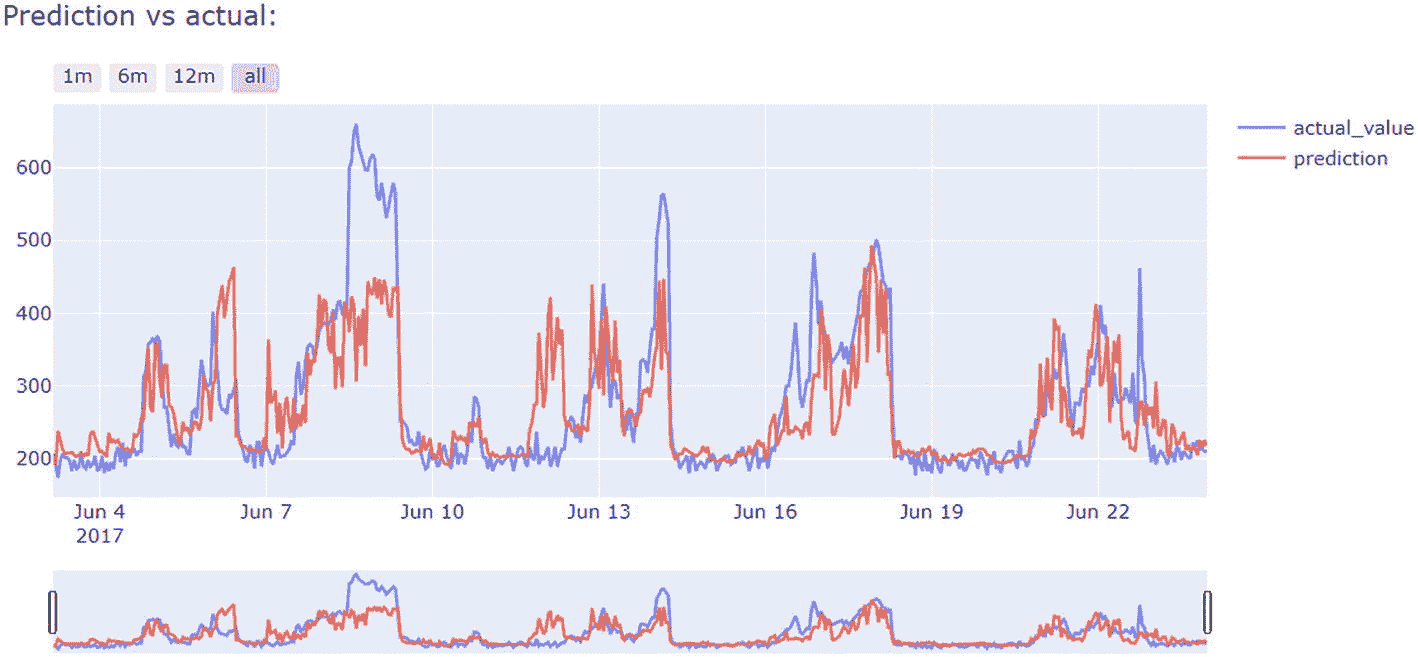 Prediction vs actual:
1m 6m 12m all
actual_value
prediction
600
500
400
300
200
Jun 4 Jun 7 Jun 10 Jun 13 Jun 16 Jun 19 Jun 22
2017